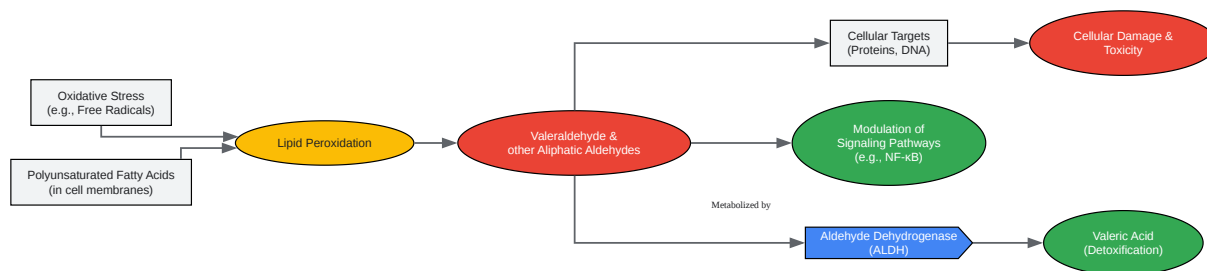 Oxidative Stress
(e.g., Free Radicals)
Polyunsaturated Fatty Acids
(in cell membranes)
Lipid Peroxidation
Valeraldehyde &
other Aliphatic Aldehydes
Cellular Targets
(Proteins, DNA)
Cellular Damage &
Toxicity
Modulation of
Signaling Pathways
(e.g., NF-κB)
Metabolized by
Aldehyde Dehydrogenase
(ALDH)
Valeric Acid
(Detoxification)